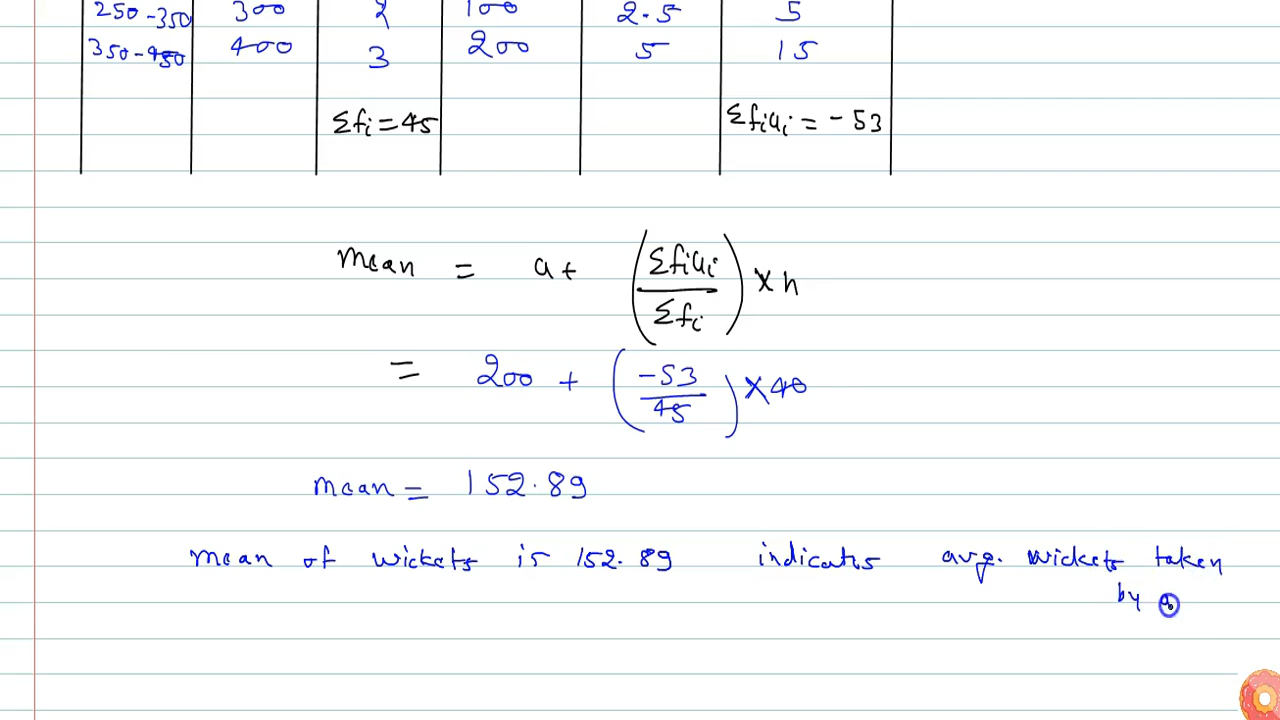 250-350 300 2 100 2.5 5
350-450 400 3 200 5 15
Σfi = 45 Σfiui = -53
mean = a + (Σfiui / Σfi) × h
= 200 + (-53 / 45) × 40
mean = 152.89
mean of wickets is 152.89 indicates avge. wickets taken
by a